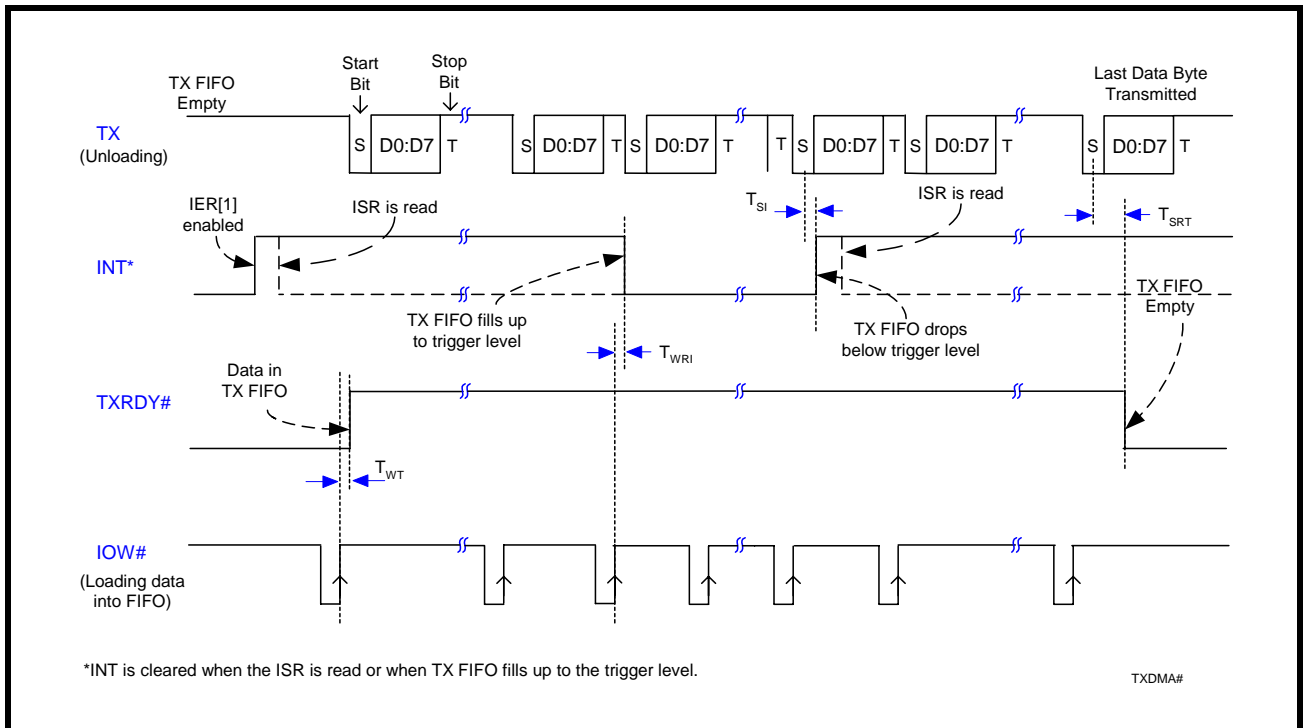 Start
Bit
Stop
Bit
TX FIFO
Empty
Last Data Byte
Transmitted
TX
(Unloading)
S D0:D7 T S D0:D7 T S D0:D7 T T S D0:D7 T S D0:D7 T S D0:D7 T
IER[1]
enabled
ISR is read
TSI
ISR is read
TSRT
INT*
TX FIFO fills up
to trigger level
TX FIFO drops
below trigger level
TX FIFO
Empty
TWRI
Data in
TX FIFO
TXRDY#
TWT
IOW#
(Loading data
into FIFO)
*INT is cleared when the ISR is read or when TX FIFO fills up to the trigger level.
TXDMA#